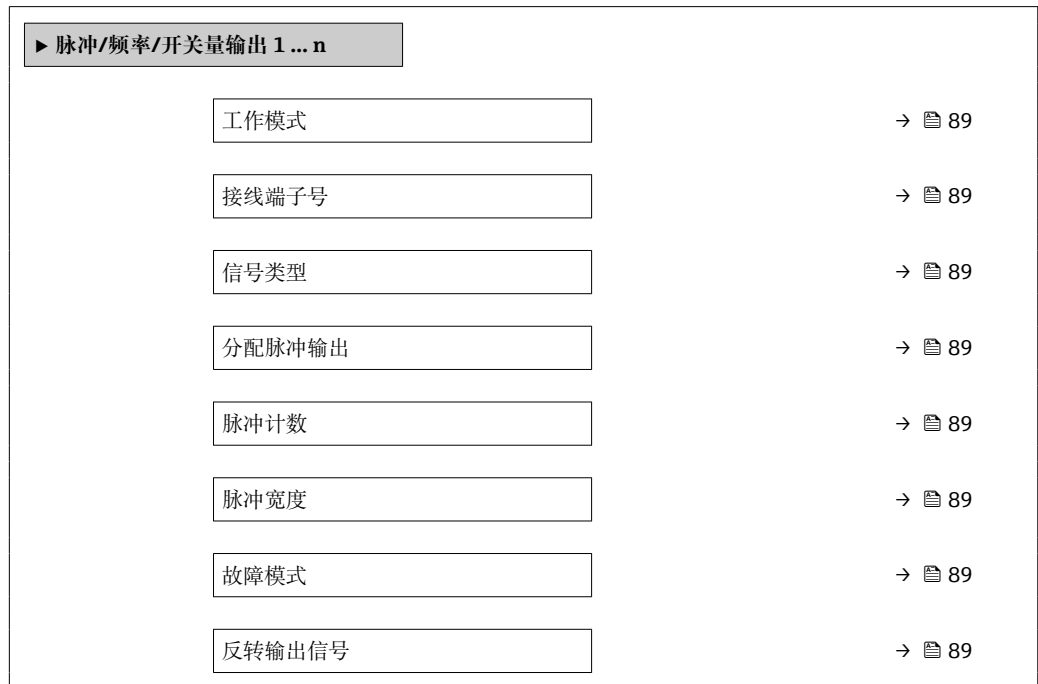 ▶ 脉冲/频率/开关量输出 1 … n
工作模式 → 🖹 89
接线端子号 → 🖹 89
信号类型 → 🖹 89
分配脉冲输出 → 🖹 89
脉冲计数 → 🖹 89
脉冲宽度 → 🖹 89
故障模式 → 🖹 89
反转输出信号 → 🖹 89